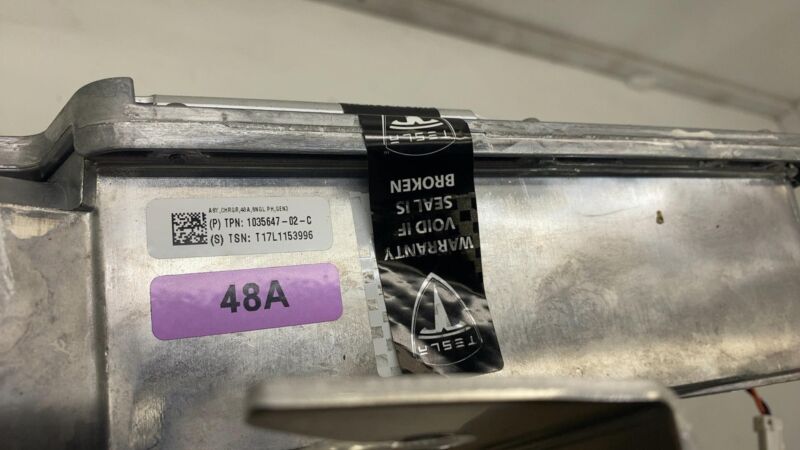 ASY,CHRGR,48A,SNGL PH,GEN3
(P) TPN: 1035647-02-C
(S) TSN: T17L1153996
48A
TESLA
WARRANTY
VOID IF
SEAL IS
BROKEN
TESLA